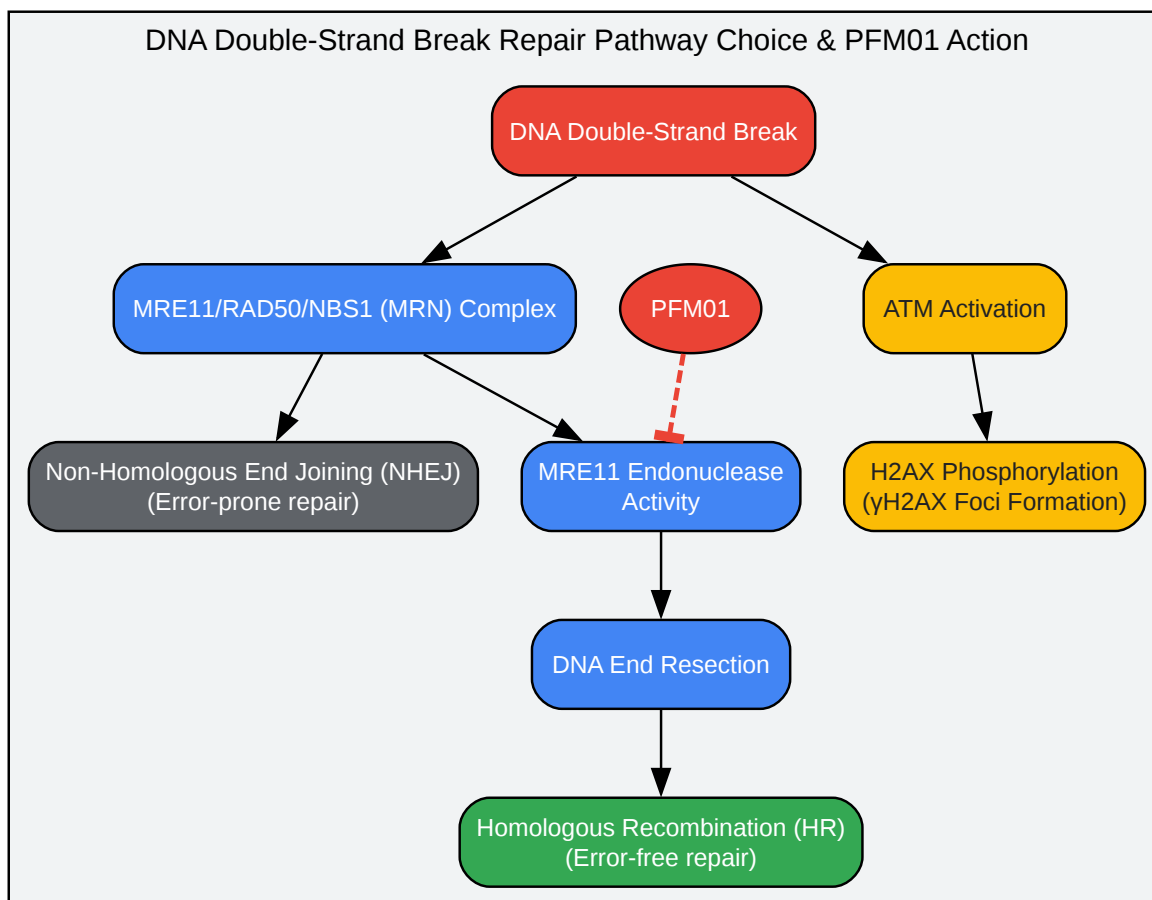 DNA Double-Strand Break Repair Pathway Choice & PFM01 Action
DNA Double-Strand Break
MRE11/RAD50/NBS1 (MRN) Complex
PFM01
ATM Activation
Non-Homologous End Joining (NHEJ)
(Error-prone repair)
MRE11 Endonuclease
Activity
H2AX Phosphorylation
(γH2AX Foci Formation)
DNA End Resection
Homologous Recombination (HR)
(Error-free repair)